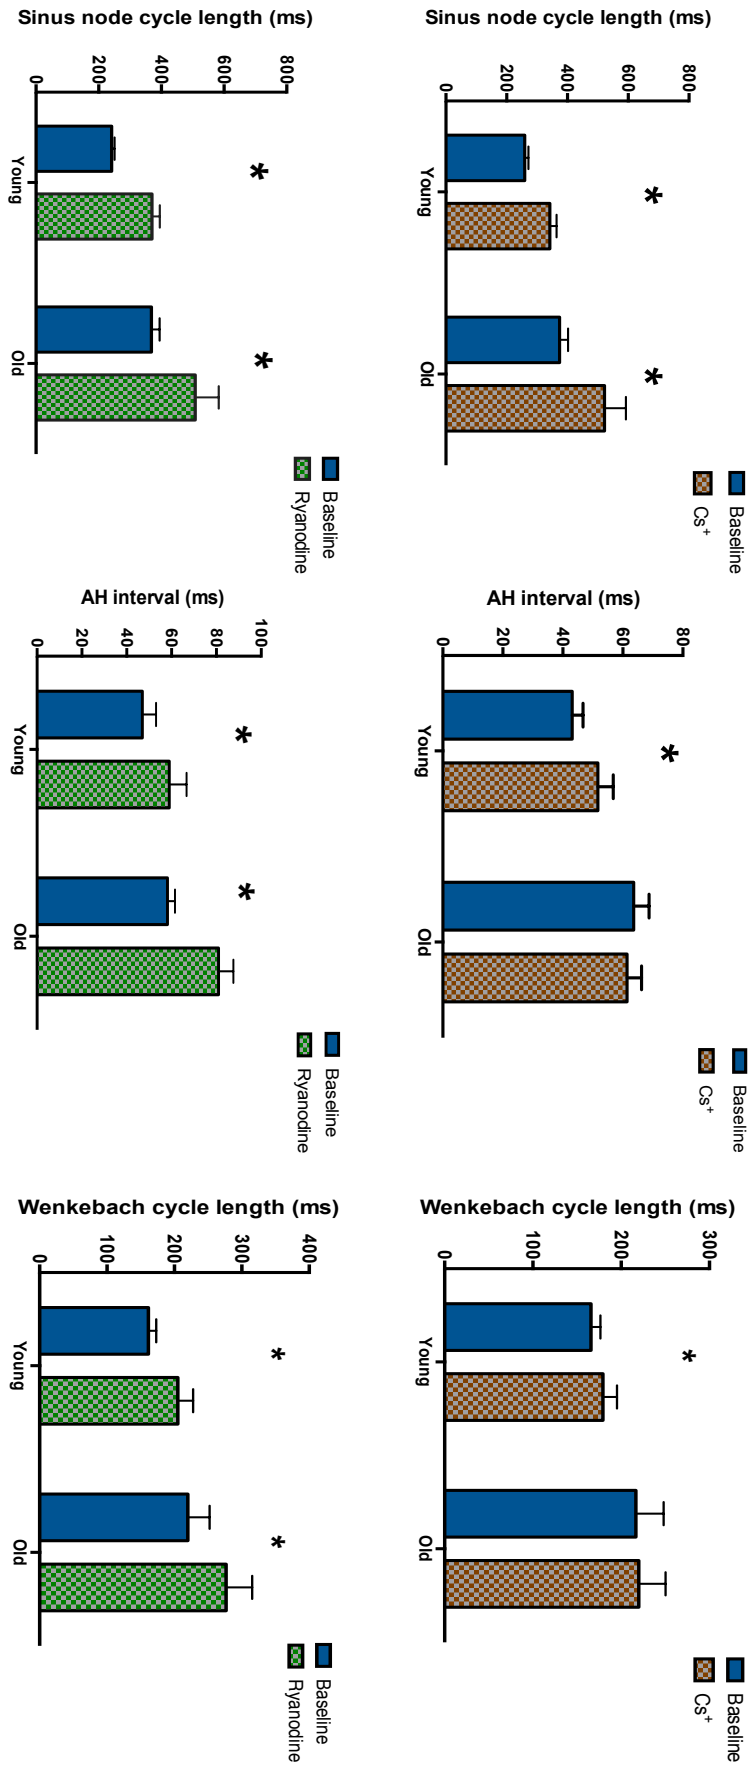 Sinus node cycle length (ms)
800
600
400
200
0
*
*
Young
Old
Baseline
Cs⁺
AH interval (ms)
80
60
40
20
0
*
Young
Old
Baseline
Cs⁺
Wenkebach cycle length (ms)
300
200
100
0
*
Young
Old
Baseline
Cs⁺
Sinus node cycle length (ms)
800
600
400
200
0
*
*
Young
Old
Baseline
Ryanodine
AH interval (ms)
100
80
60
40
20
0
*
*
Young
Old
Baseline
Ryanodine
Wenkebach cycle length (ms)
400
300
200
100
0
*
*
Young
Old
Baseline
Ryanodine